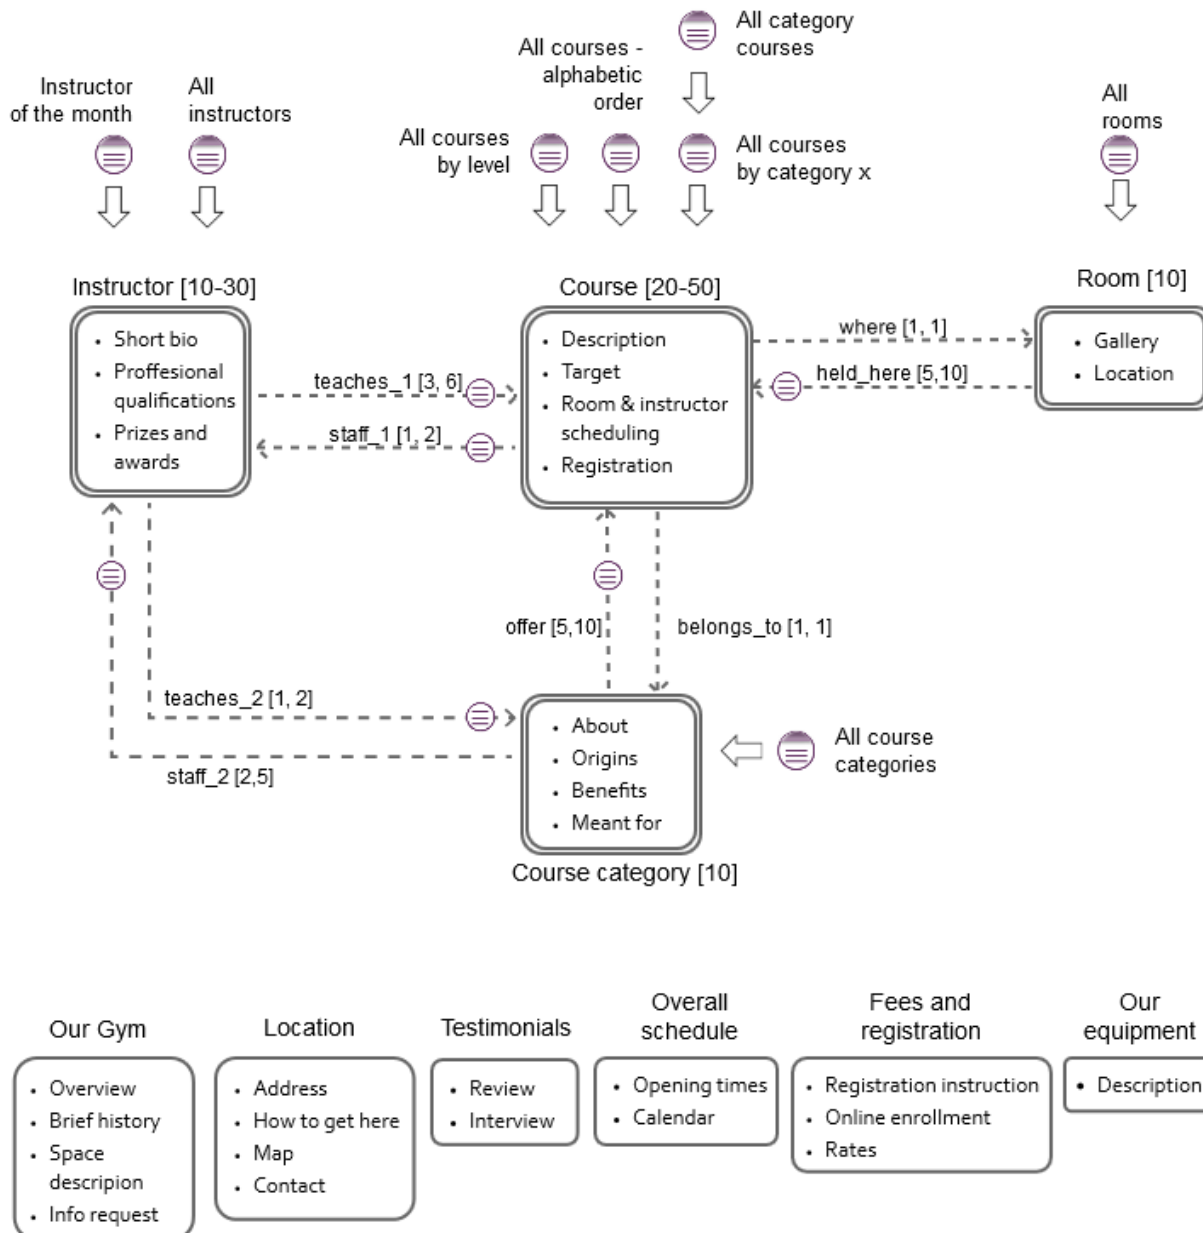 All category
courses
All courses -
alphabetic
order
Instructor
of the month
All
instructors
All courses
by level
All courses
by category x
All
rooms
Instructor [10-30]
Short bio
Proffesional
qualifications
Prizes and
awards
Course [20-50]
Description
Target
Room & instructor
scheduling
Registration
Room [10]
Gallery
Location
where [1, 1]
held_here [5,10]
teaches_1 [3, 6]
staff_1 [1, 2]
offer [5,10]
belongs_to [1, 1]
teaches_2 [1, 2]
staff_2 [2,5]
About
Origins
Benefits
Meant for
Course category [10]
All course
categories
Our Gym
Overview
Brief history
Space
descripion
Info request
Location
Address
How to get here
Map
Contact
Testimonials
Review
Interview
Overall
schedule
Opening times
Calendar
Fees and
registration
Registration instruction
Online enrollment
Rates
Our
equipment
Description